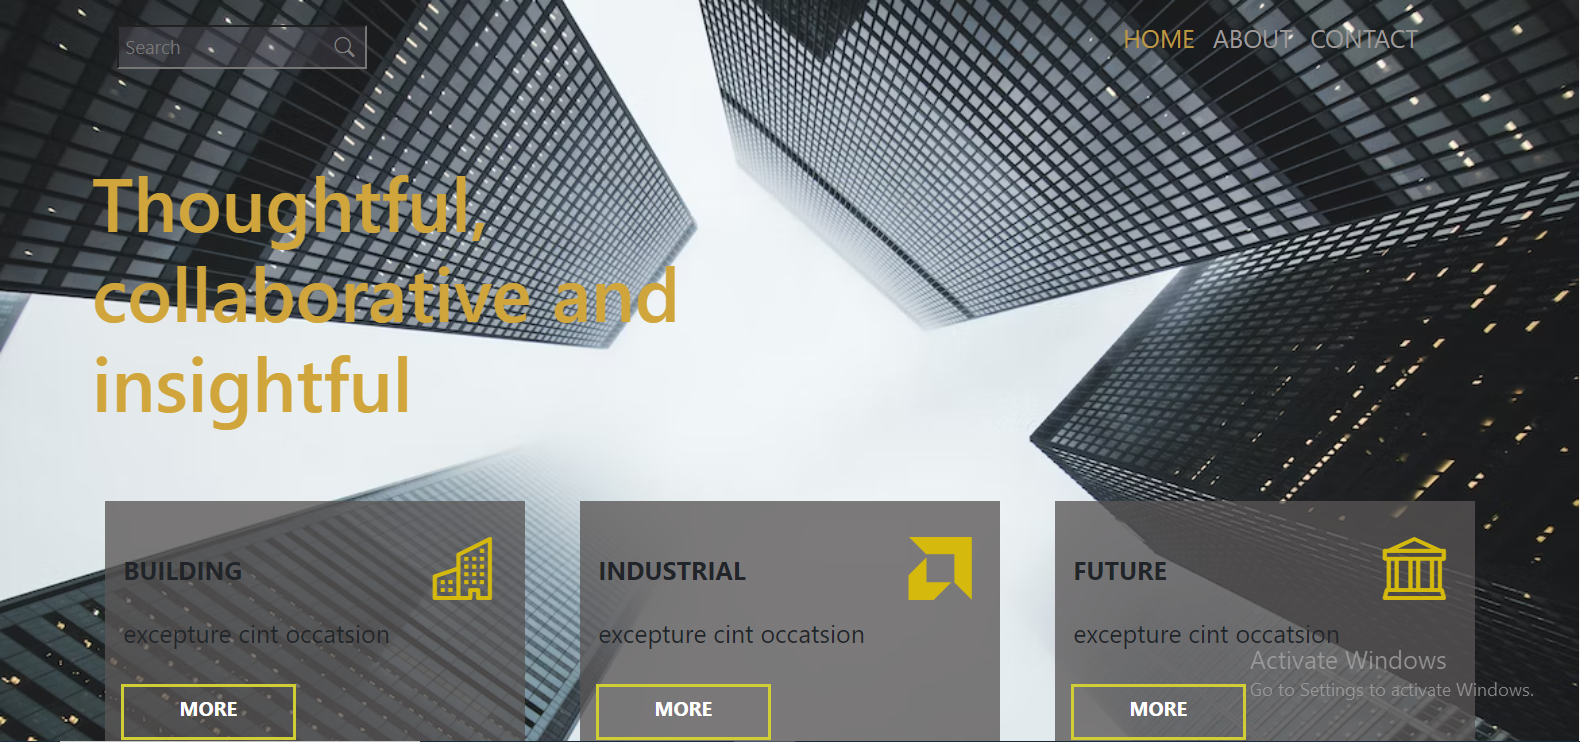 Search
HOME ABOUT CONTACT
Thoughtful,
collaborative and
insightful
BUILDING
excepture cint occatsion
MORE
INDUSTRIAL
excepture cint occatsion
MORE
FUTURE
excepture cint occatsion
MORE
Activate Windows
Go to Settings to activate Windows.